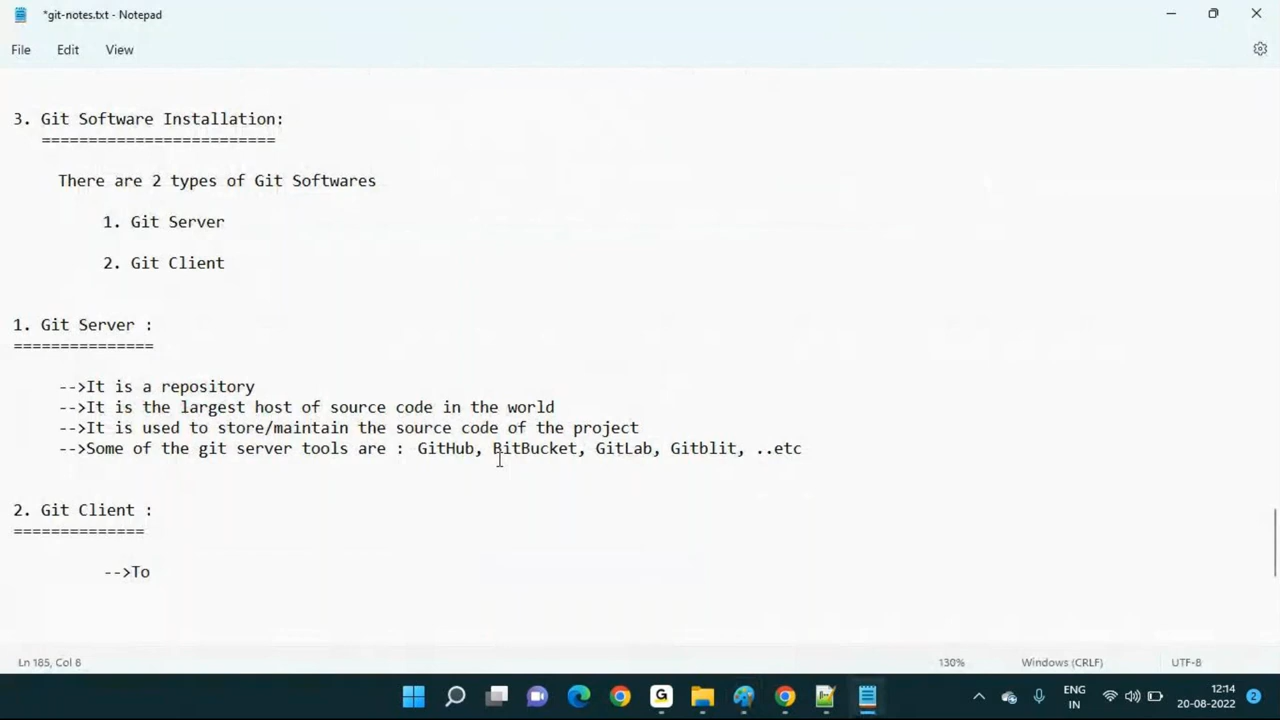 *git-notes.txt - Notepad
File Edit View
3. Git Software Installation:
=========================
There are 2 types of Git Softwares
1. Git Server
2. Git Client
1. Git Server :
===============
-->It is a repository
-->It is the largest host of source code in the world
-->It is used to store/maintain the source code of the project
-->Some of the git server tools are : GitHub, BitBucket, GitLab, Gitblit, ..etc
2. Git Client :
==============
-->To
Ln 185, Col 8 130% Windows (CRLF) UTF-8
G
ENG
IN
12:14
20-08-2022
2